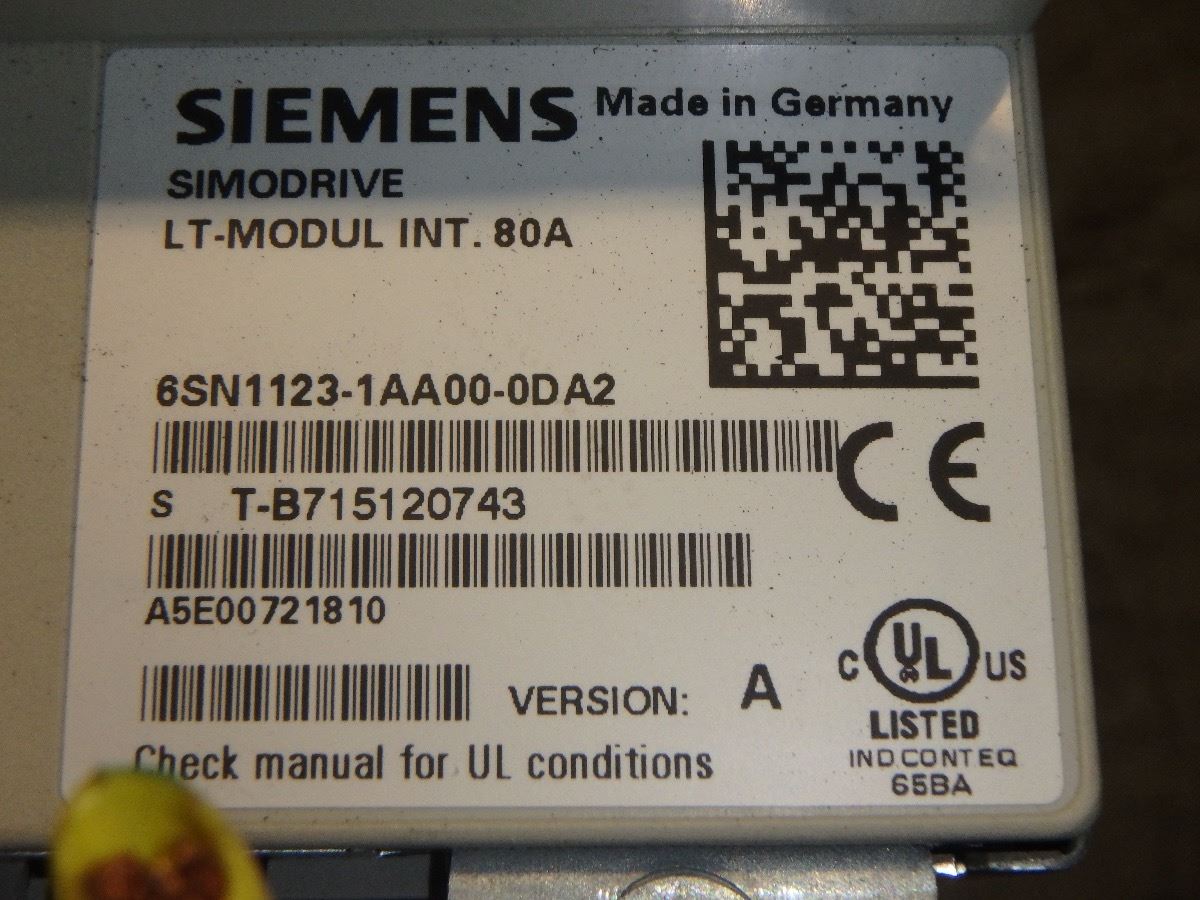 SIEMENS Made in Germany
SIMODRIVE
LT-MODUL INT. 80A
6SN1123-1AA00-0DA2
CE
S T-B715120743
A5E00721810
C UL US
VERSION: A
LISTED
IND.CONT.EQ
65BA
Check manual for UL conditions